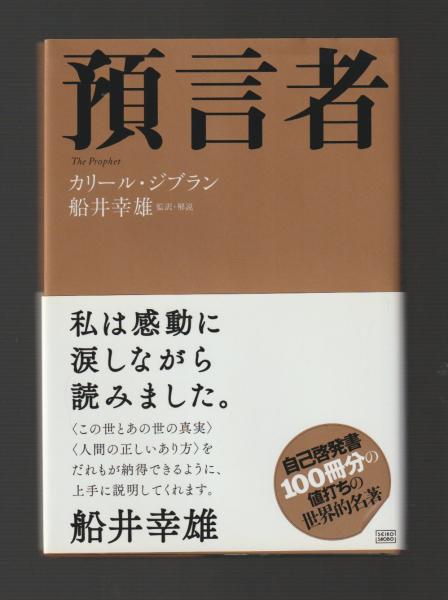 預言者
The Prophet
カリール・ジブラン
船井幸雄 監訳・解説
私は感動に
涙しながら
読みました。
〈この世とあの世の真実〉
〈人間の正しいあり方〉を
だれもが納得できるように、
上手に説明してくれます。
船井幸雄
自己啓発書
100冊分の
値打ちの
世界的名著
SEIKO
SHOBO